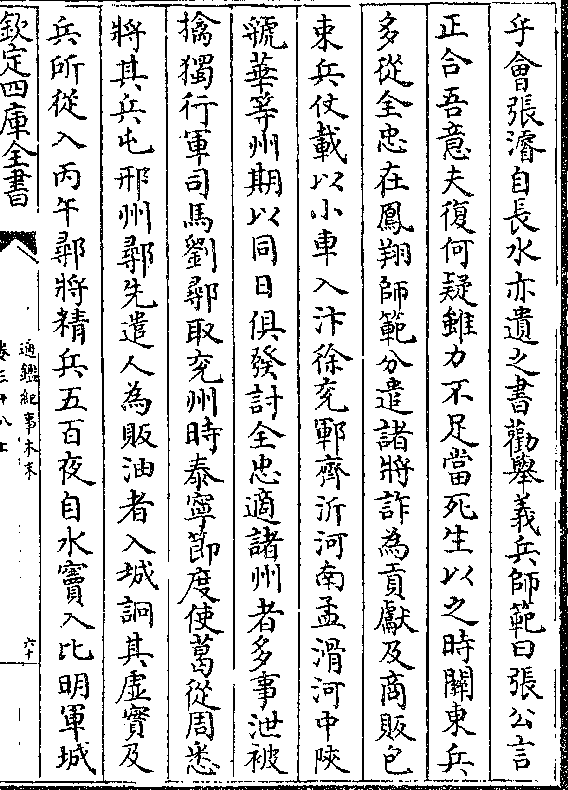 乎會張濬自長水亦遺之書勸舉義兵師範曰張公言
正合吾意夫復何疑雖力不足當死生以之時關東兵
多從全忠在鳳翔師範分遣諸將詐為貢獻及商販包
束兵仗載以小車入汴徐兖鄆齊沂河南孟滑河中陜
虢華等州期以同日俱發討全忠適諸州者多事泄被
擒獨行軍司馬劉鄩取兖州時泰寧節度使葛從周悉
將其兵屯邢州鄩先遣人為販油者入城詗其虚實及
兵所從入丙午鄩將精兵五百夜自水竇入比明軍城
欽定四庫全書
通鑑紀事本末
卷三十八上
六十